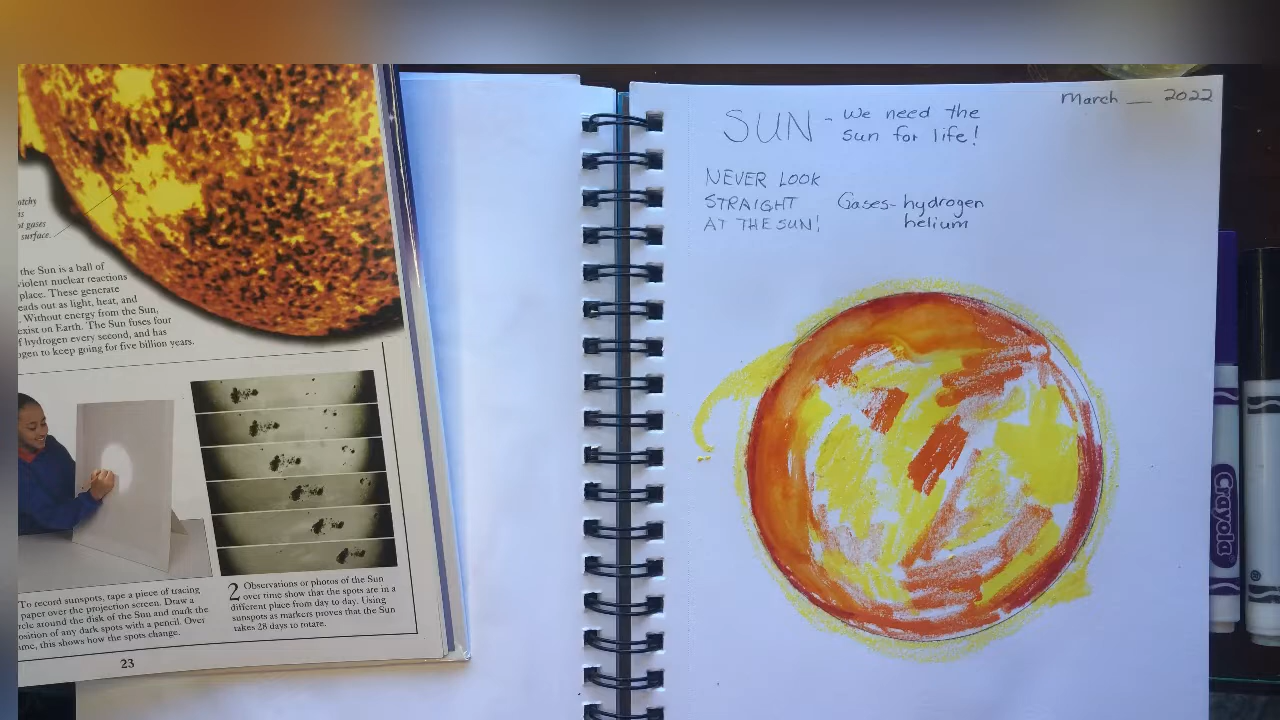 otchy
is
ot gases
surface.
the Sun is a ball of
violent nuclear reactions
place. These generate
eads out as light, heat, and
. Without energy from the Sun,
exist on Earth. The Sun fuses four
f hydrogen every second, and has
ogen to keep going for five billion years.
To record sunspots, tape a piece of tracing
paper over the projection screen. Draw a
rcle around the disk of the Sun and mark the
osition of any dark spots with a pencil. Over
me, this shows how the spots change.
2 Observations or photos of the Sun
over time show that the spots are in a
different place from day to day. Using
sunspots as markers proves that the Sun
takes 28 days to rotate.
23
March __ 2022
SUN - we need the
sun for life!
NEVER LOOK
STRAIGHT
AT THE SUN!
Gases - hydrogen
helium
Crayola
®